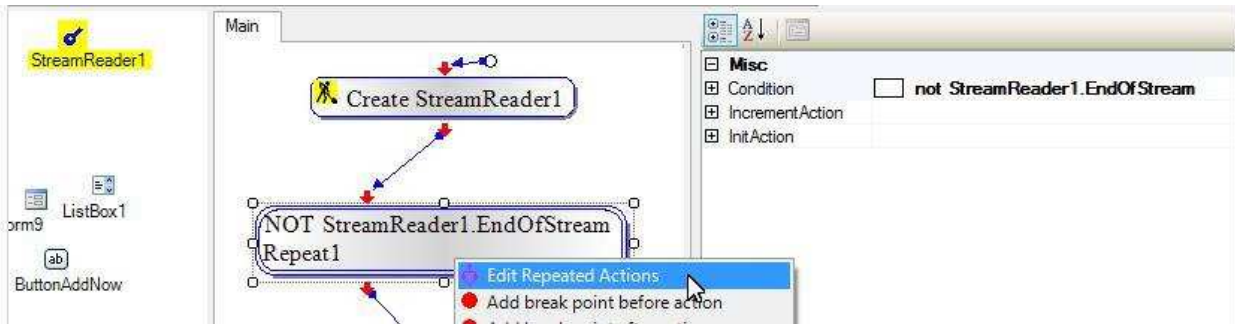 StreamReader1
ListBox1
orm9
ButtonAddNow
Main
Create StreamReader1
NOT StreamReader1.EndOfStream
Repeat1
Edit Repeated Actions
Add break point before action
Misc
Condition
not StreamReader1.EndOfStream
IncrementAction
InitAction